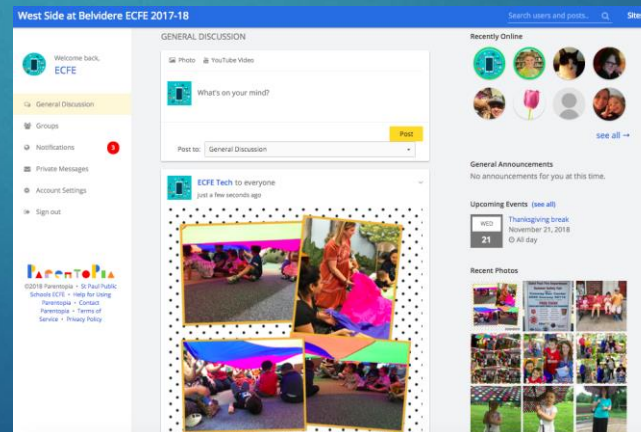 West Side at Belvidere ECFE 2017-18
Search users and posts..
Sites
Welcome back,
ECFE
General Discussion
Groups
Notifications
3
Private Messages
Account Settings
Sign out
PARENTOPIA
©2018 Parentopia • St Paul Public
Schools ECFE • Help for Using
Parentopia • Contact
Parentopia • Terms of
Service • Privacy Policy
GENERAL DISCUSSION
Photo
YouTube Video
What's on your mind?
Post
Post to:
General Discussion
ECFE Tech to everyone
just a few seconds ago
Recently Online
see all →
General Announcements
No announcements for you at this time.
Upcoming Events (see all)
WED
21
Thanksgiving break
November 21, 2018
All day
Recent Photos